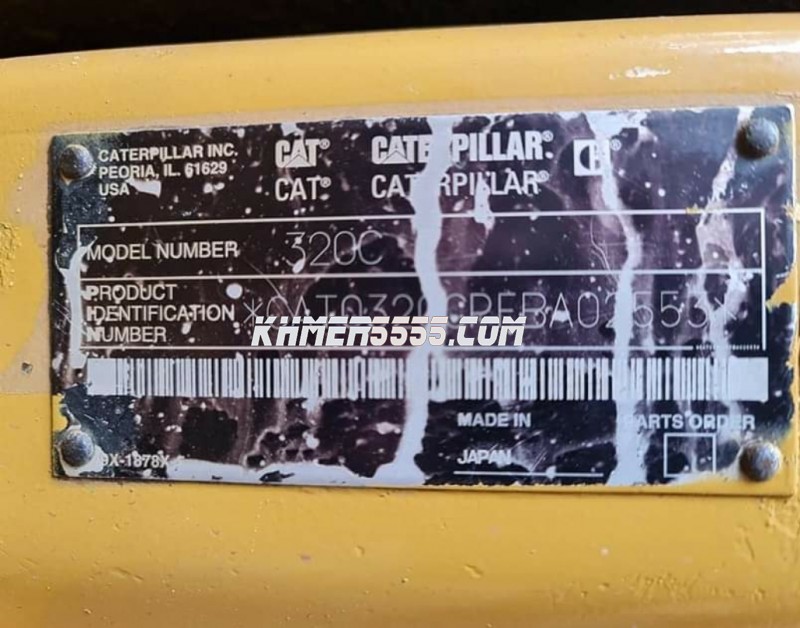 CATERPILLAR INC. CAT® CATERPILLAR®
PEORIA, IL. 61629
USA CAT® CATERPILLAR®
MODEL NUMBER 320C
PRODUCT
IDENTIFICATION
NUMBER
KHMER5555.COM
MADE IN PARTS ORDER
JAPAN